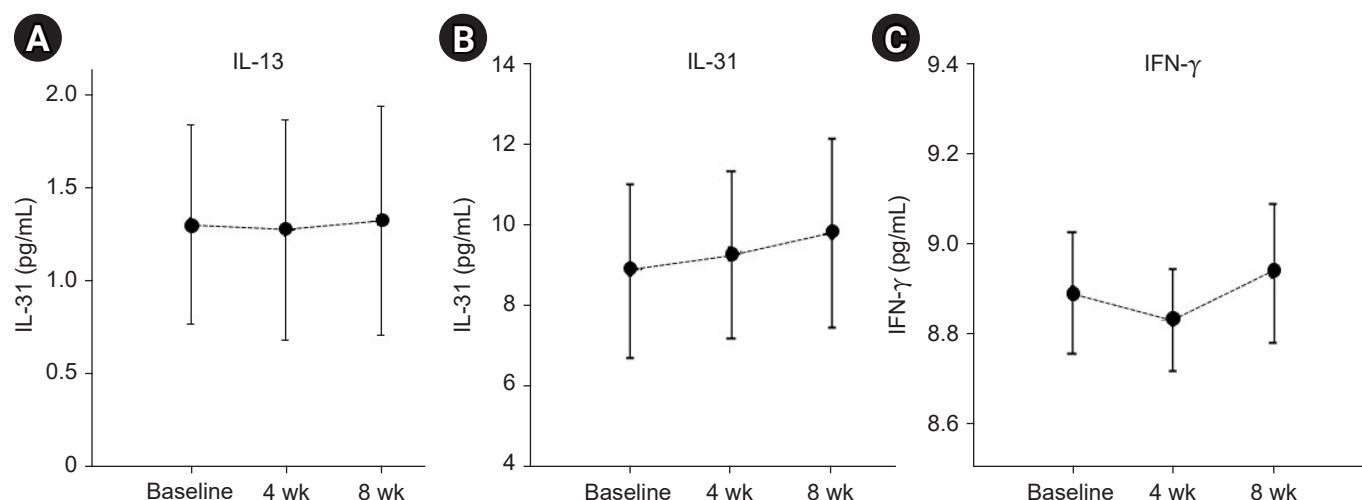 A
IL-13
IL-31 (pg/mL)
2.0
1.5
1.0
0.5
0
Baseline 4 wk 8 wk
B
IL-31
IL-31 (pg/mL)
14
12
10
8
6
4
Baseline 4 wk 8 wk
C
IFN-γ
IFN-γ (pg/mL)
9.4
9.2
9.0
8.8
8.6
Baseline 4 wk 8 wk